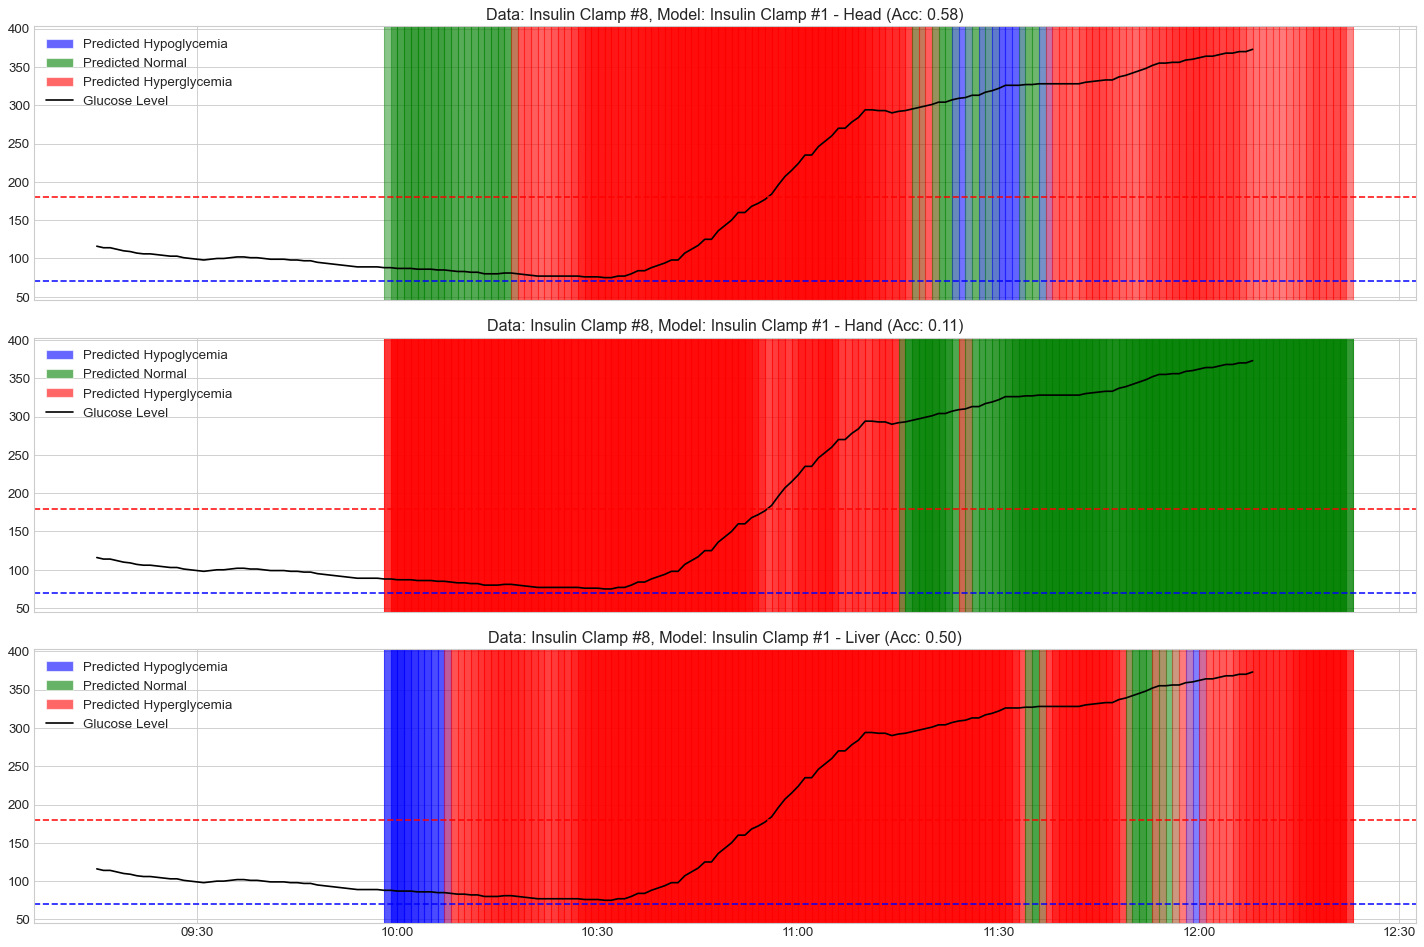 Data: Insulin Clamp #8, Model: Insulin Clamp #1 - Head (Acc: 0.58)
400
350
300
250
200
150
100
50
Predicted Hypoglycemia
Predicted Normal
Predicted Hyperglycemia
Glucose Level
Data: Insulin Clamp #8, Model: Insulin Clamp #1 - Hand (Acc: 0.11)
400
350
300
250
200
150
100
50
Predicted Hypoglycemia
Predicted Normal
Predicted Hyperglycemia
Glucose Level
Data: Insulin Clamp #8, Model: Insulin Clamp #1 - Liver (Acc: 0.50)
400
350
300
250
200
150
100
50
Predicted Hypoglycemia
Predicted Normal
Predicted Hyperglycemia
Glucose Level
09:30 10:00 10:30 11:00 11:30 12:00 12:30